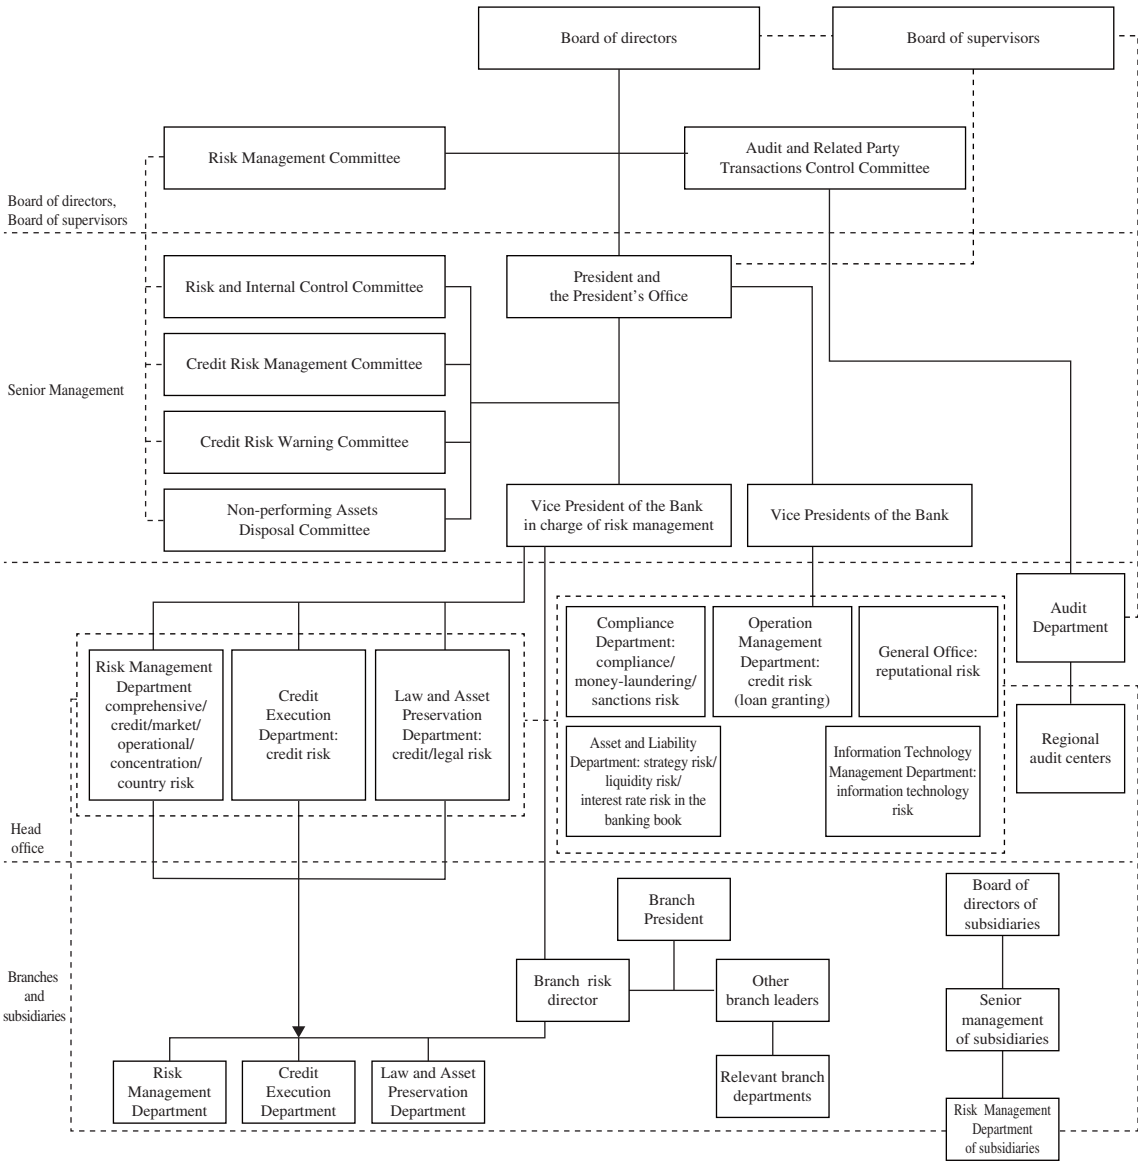 Board of directors
Board of supervisors
Risk Management Committee
Audit and Related Party
Transactions Control Committee
Board of directors,
Board of supervisors
Risk and Internal Control Committee
President and
the President's Office
Credit Risk Management Committee
Senior Management
Credit Risk Warning Committee
Non-performing Assets
Disposal Committee
Vice President of the Bank
in charge of risk management
Vice Presidents of the Bank
Risk Management
Department
comprehensive/
credit/market/
operational/
concentration/
country risk
Credit
Execution
Department:
credit risk
Law and Asset
Preservation
Department:
credit/legal risk
Compliance
Department:
compliance/
money-laundering/
sanctions risk
Operation
Management
Department:
credit risk
(loan granting)
General Office:
reputational risk
Audit
Department
Asset and Liability
Department: strategy risk/
liquidity risk/
interest rate risk in the
banking book
Information Technology
Management Department:
information technology
risk
Regional
audit centers
Head
office
Branch
President
Board of
directors of
subsidiaries
Branches
and
subsidiaries
Branch risk
director
Other
branch leaders
Senior
management
of subsidiaries
Risk
Management
Department
Credit
Execution
Department
Law and Asset
Preservation
Department
Relevant branch
departments
Risk Management
Department
of subsidiaries